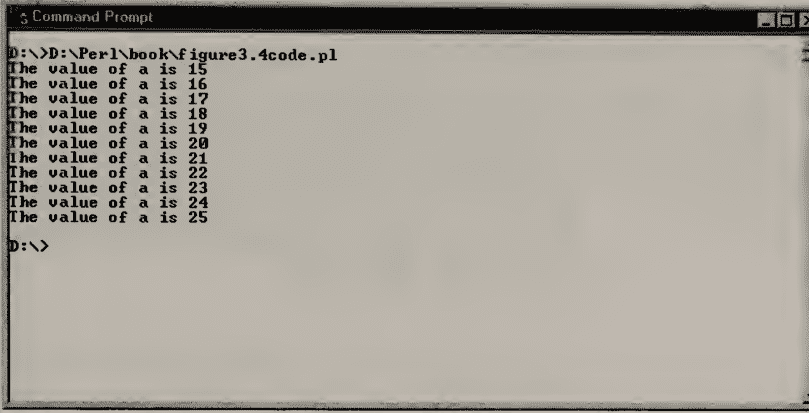 Command Prompt
D:\>D:\Perl\book\figure3.4code.pl
The value of a is 15
The value of a is 16
The value of a is 17
The value of a is 18
The value of a is 19
The value of a is 20
The value of a is 21
The value of a is 22
The value of a is 23
The value of a is 24
The value of a is 25
D:\>